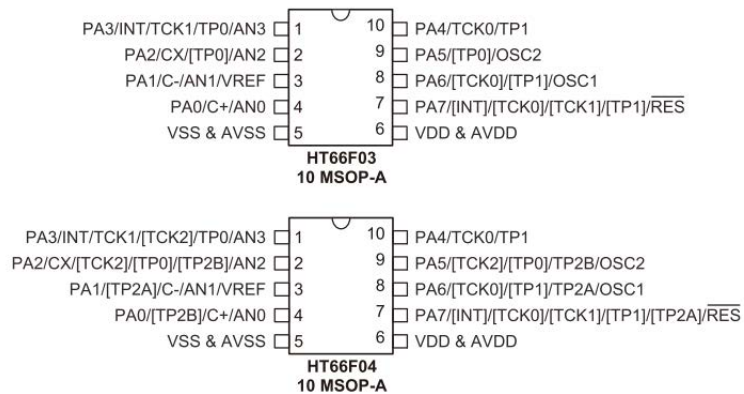 PA3/INT/TCK1/TP0/AN3 1 10 PA4/TCK0/TP1
PA2/CX/[TP0]/AN2 2 9 PA5/[TP0]/OSC2
PA1/C-/AN1/VREF 3 8 PA6/[TCK0]/[TP1]/OSC1
PA0/C+/AN0 4 7 PA7/[INT]/[TCK0]/[TCK1]/[TP1]/RES
VSS & AVSS 5 6 VDD & AVDD
HT66F03
10 MSOP-A
PA3/INT/TCK1/[TCK2]/TP0/AN3 1 10 PA4/TCK0/TP1
PA2/CX/[TCK2]/[TP0]/[TP2B]/AN2 2 9 PA5/[TCK2]/[TP0]/TP2B/OSC2
PA1/[TP2A]/C-/AN1/VREF 3 8 PA6/[TCK0]/[TP1]/TP2A/OSC1
PA0/[TP2B]/C+/AN0 4 7 PA7/[INT]/[TCK0]/[TCK1]/[TP1]/[TP2A]/RES
VSS & AVSS 5 6 VDD & AVDD
HT66F04
10 MSOP-A